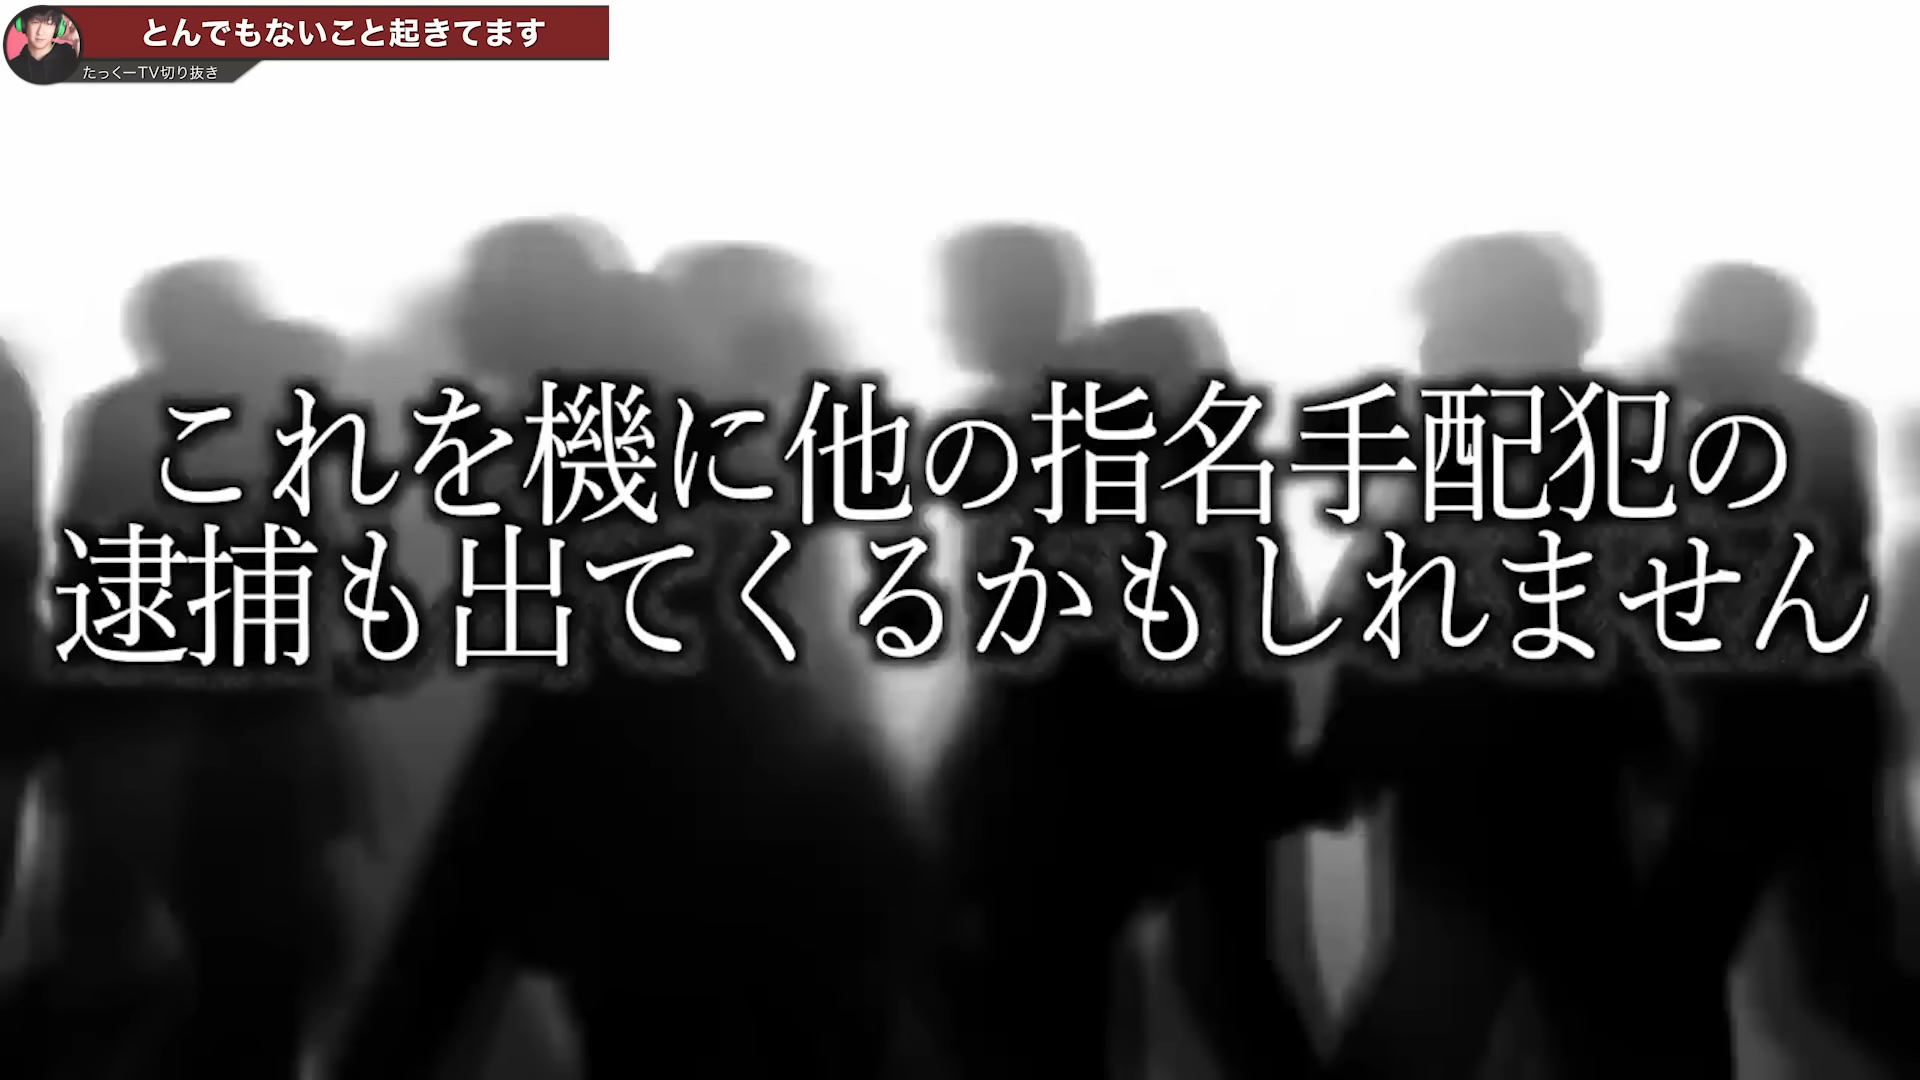 とんでもないこと起きてます
たっくーTV切り抜き
これを機に他の指名手配犯の
逮捕も出てくるかもしれません